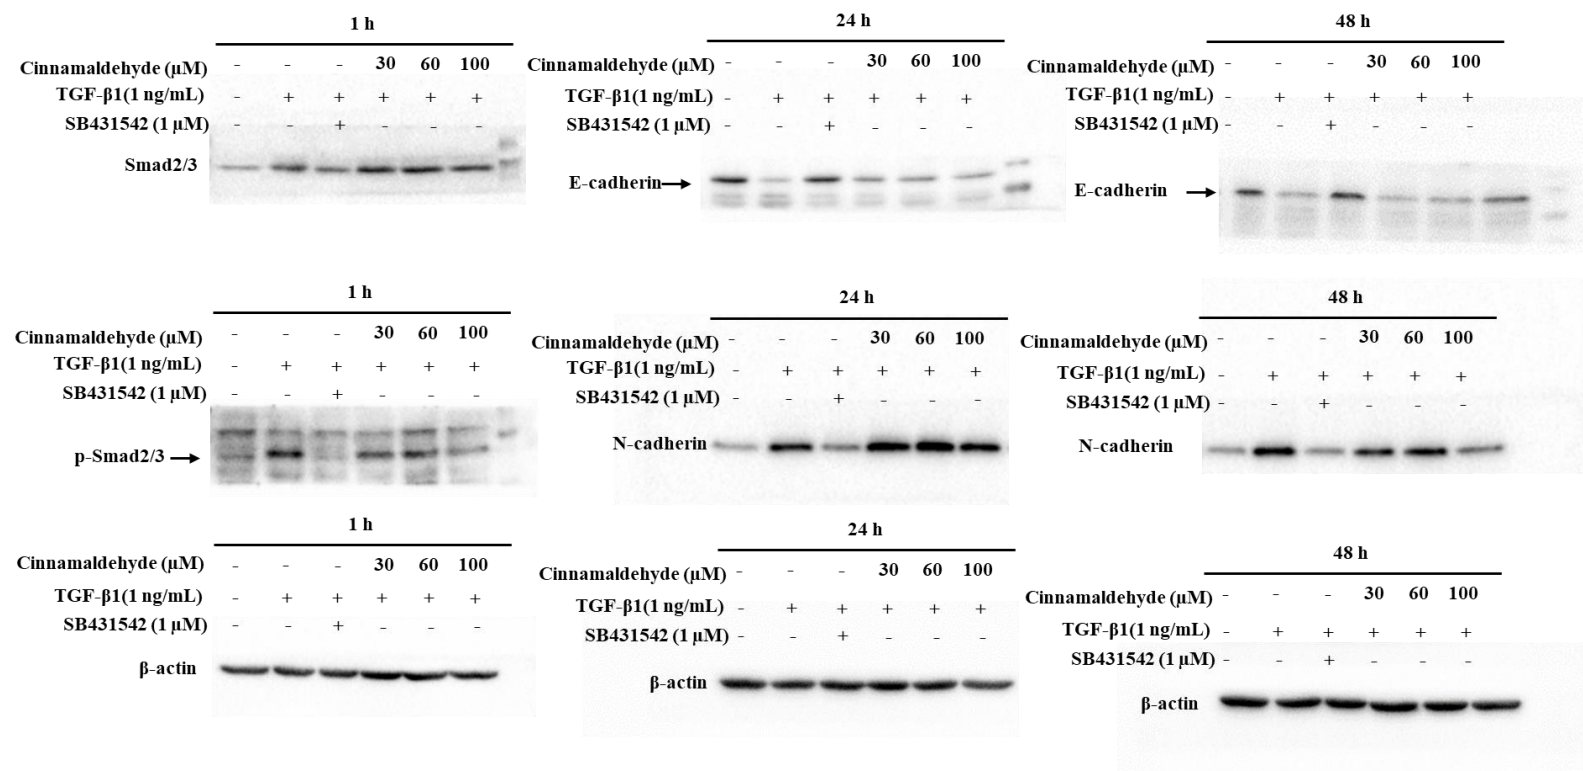 1 h
Cinnamaldehyde (μM) - - - 30 60 100
TGF-β1(1 ng/mL) - + + + + +
SB431542 (1 μM) - - + - - -
Smad2/3
24 h
Cinnamaldehyde (μM) - - - 30 60 100
TGF-β1(1 ng/mL) - + + + + +
SB431542 (1 μM) - - + - - -
E-cadherin
48 h
Cinnamaldehyde (μM) - - - 30 60 100
TGF-β1(1 ng/mL) - + + + + +
SB431542 (1 μM) - - + - - -
E-cadherin
1 h
Cinnamaldehyde (μM) - - - 30 60 100
TGF-β1(1 ng/mL) - + + + + +
SB431542 (1 μM) - - + - - -
p-Smad2/3
24 h
Cinnamaldehyde (μM) - - - 30 60 100
TGF-β1(1 ng/mL) - + + + + +
SB431542 (1 μM) - - + - - -
N-cadherin
48 h
Cinnamaldehyde (μM) - - - 30 60 100
TGF-β1(1 ng/mL) - + + + + +
SB431542 (1 μM) - - + - - -
N-cadherin
1 h
Cinnamaldehyde (μM) - - - 30 60 100
TGF-β1(1 ng/mL) - + + + + +
SB431542 (1 μM) - - + - - -
β-actin
24 h
Cinnamaldehyde (μM) - - - 30 60 100
TGF-β1(1 ng/mL) - + + + + +
SB431542 (1 μM) - - + - - -
β-actin
48 h
Cinnamaldehyde (μM) - - - 30 60 100
TGF-β1(1 ng/mL) - + + + + +
SB431542 (1 μM) - - + - - -
β-actin